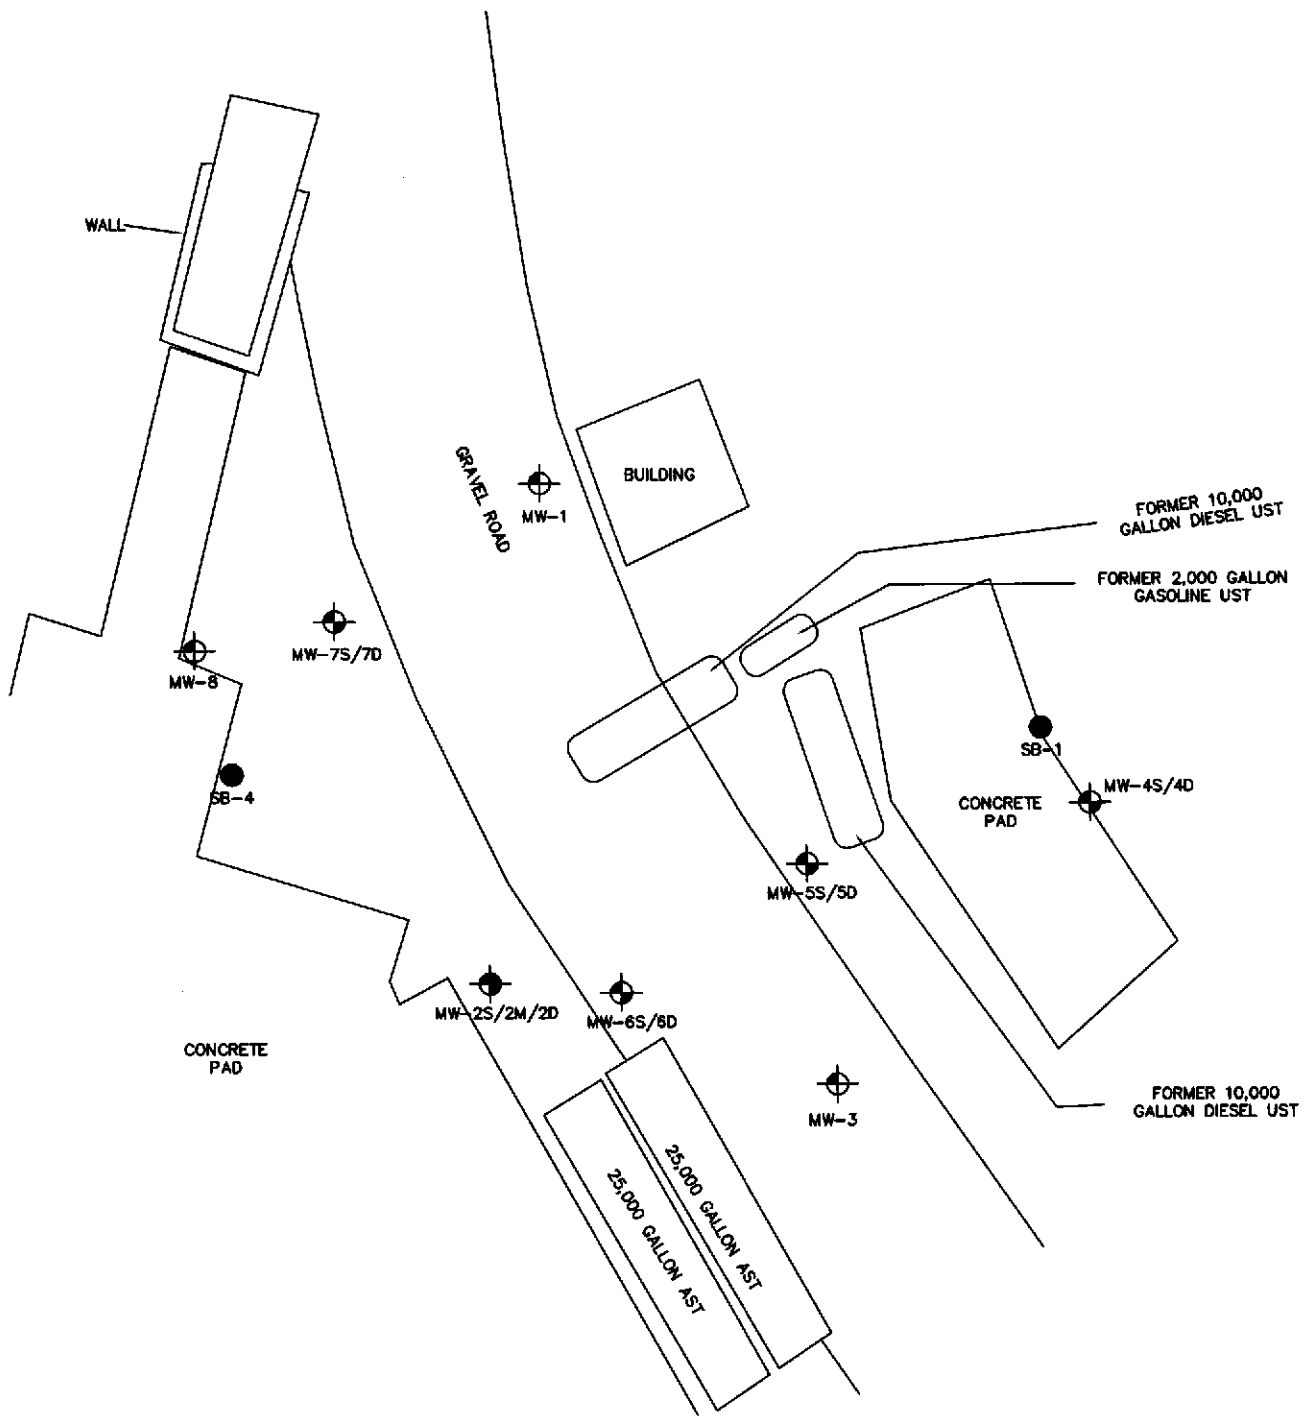 WALL
GRAVEL ROAD
BUILDING
MW-1
FORMER 10,000
GALLON DIESEL UST
FORMER 2,000 GALLON
GASOLINE UST
MW-7S/7D
MW-8
SB-1
SB-4
MW-4S/4D
CONCRETE
PAD
MW-5S/5D
MW-2S/2M/2D
MW-6S/6D
CONCRETE
PAD
MW-3
FORMER 10,000
GALLON DIESEL UST
25,000 GALLON AST
25,000 GALLON AST